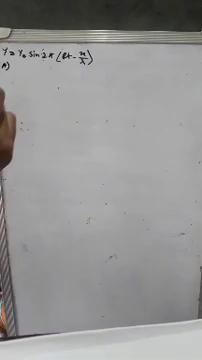 Y = Y₀ sin 2π (ft - x/λ)
A)